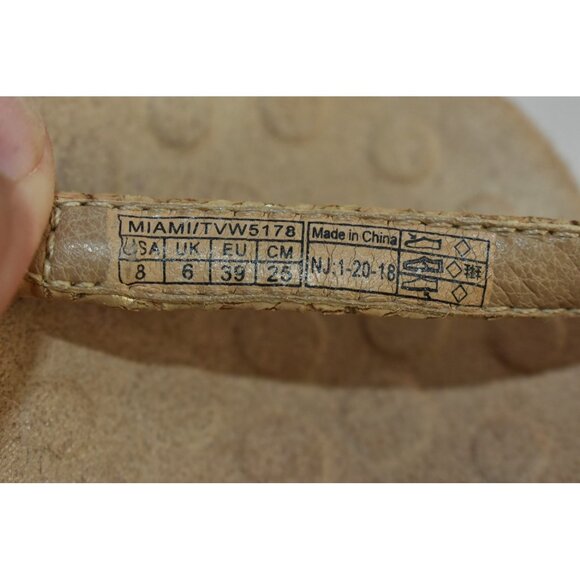 MIAMI/TVW5178
USA UK EU CM
8 6 39 25
Made in China
NJ:1-20-18